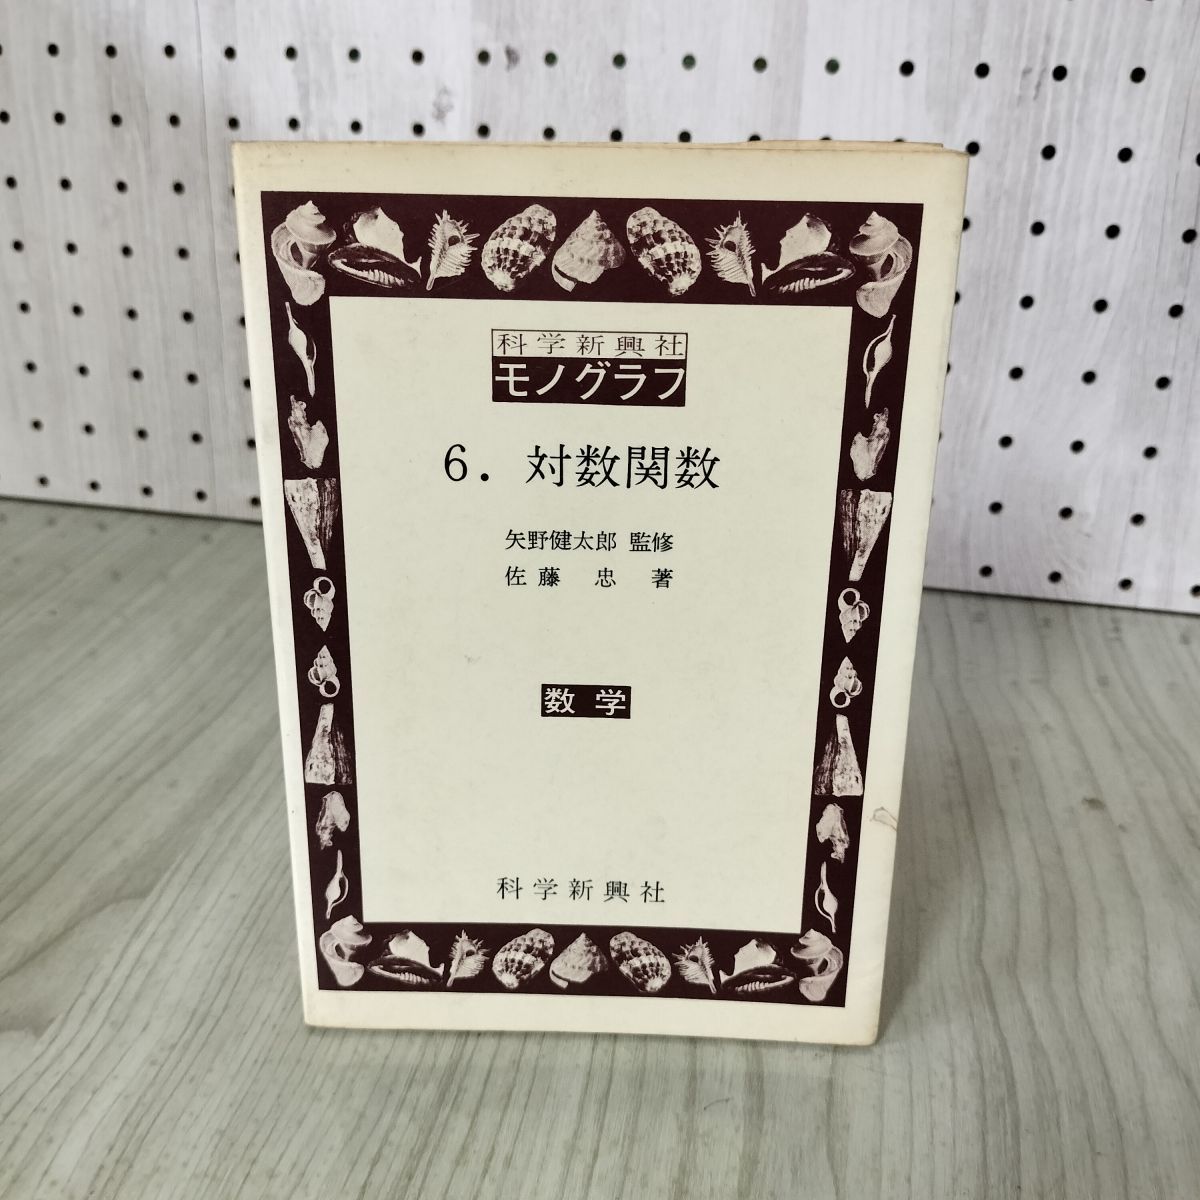 科学新興社
モノグラフ
6. 対数関数
矢野健太郎 監修
佐藤 忠 著
数学
科学新興社